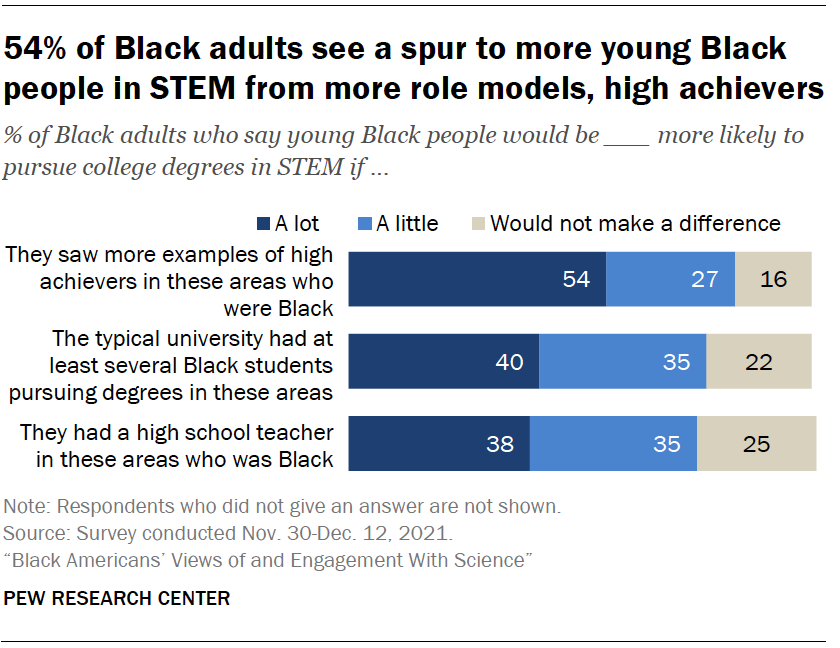 54% of Black adults see a spur to more young Black
people in STEM from more role models, high achievers
% of Black adults who say young Black people would be ___ more likely to
pursue college degrees in STEM if ...
A lot A little Would not make a difference
They saw more examples of high
achievers in these areas who
were Black
54 27 16
The typical university had at
least several Black students
pursuing degrees in these areas
40 35 22
They had a high school teacher
in these areas who was Black
38 35 25
Note: Respondents who did not give an answer are not shown.
Source: Survey conducted Nov. 30-Dec. 12, 2021.
“Black Americans’ Views of and Engagement With Science”
PEW RESEARCH CENTER